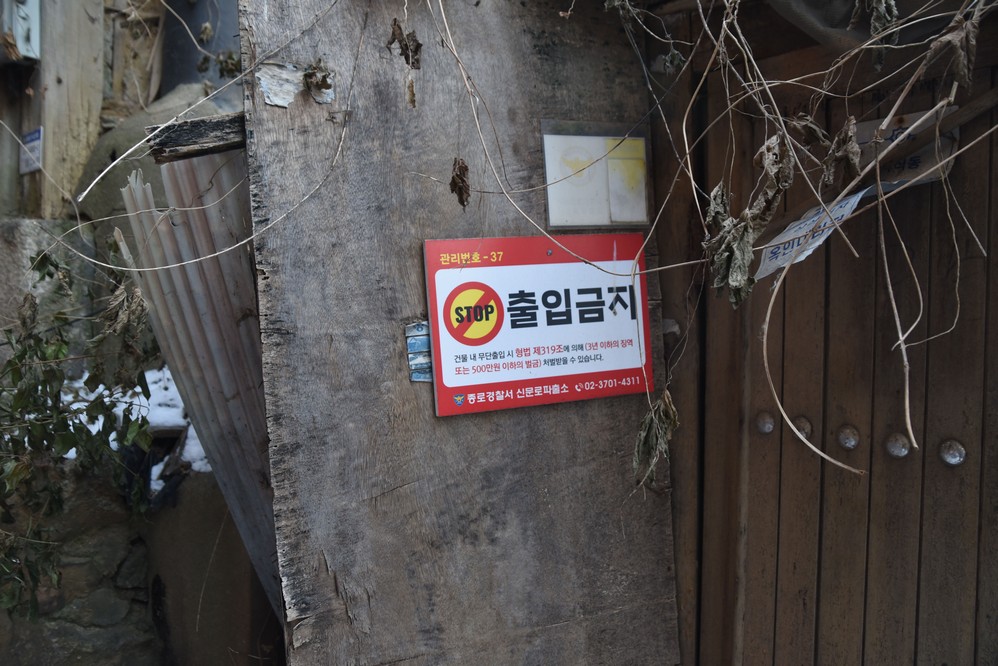 관리번호 - 37
STOP
출입금지
건물 내 무단출입 시 형법 제319조에 의해 (3년 이하의 징역
또는 500만원 이하의 벌금) 처벌받을 수 있습니다.
종로경찰서 신문로파출소 02-3701-4311